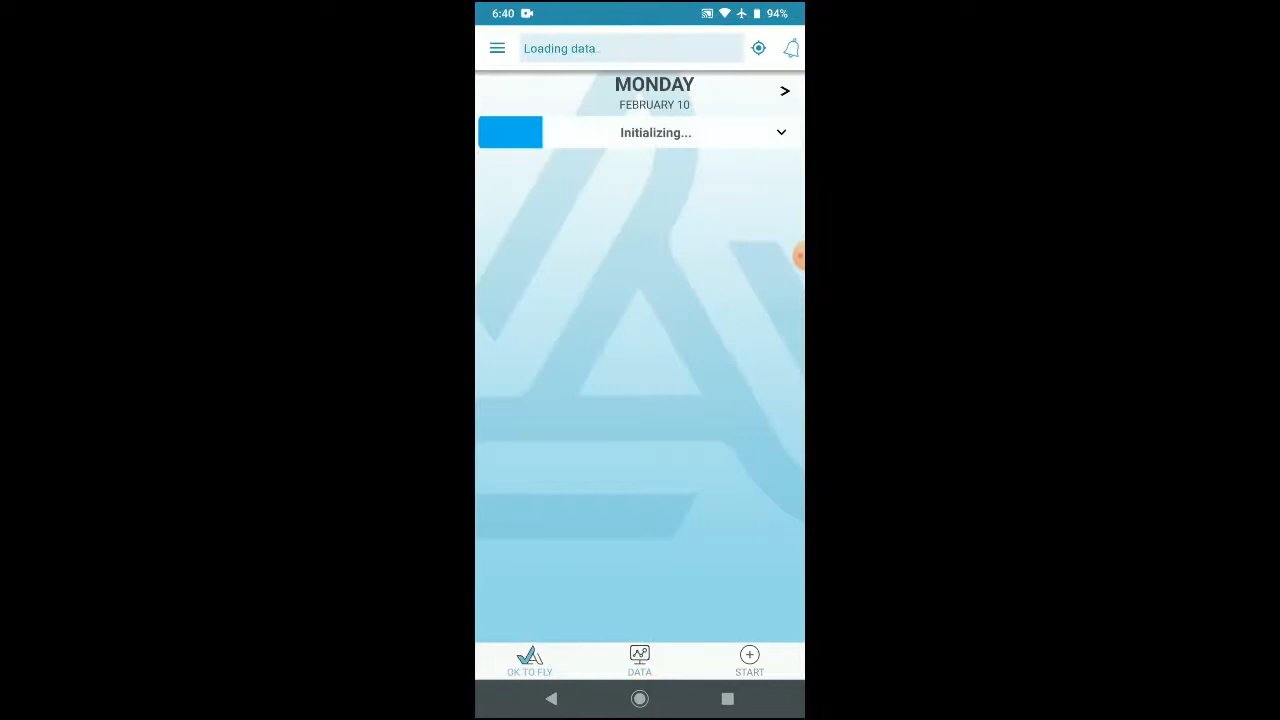 6:40
94%
Loading data..
MONDAY
>
FEBRUARY 10
Initializing...
OK TO FLY
DATA
START